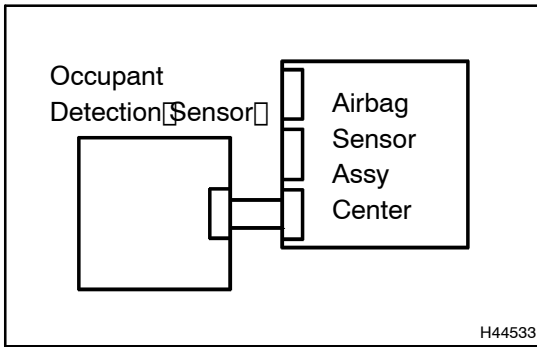 Occupant
Detection Sensor
Airbag
Sensor
Assy
Center
H44533